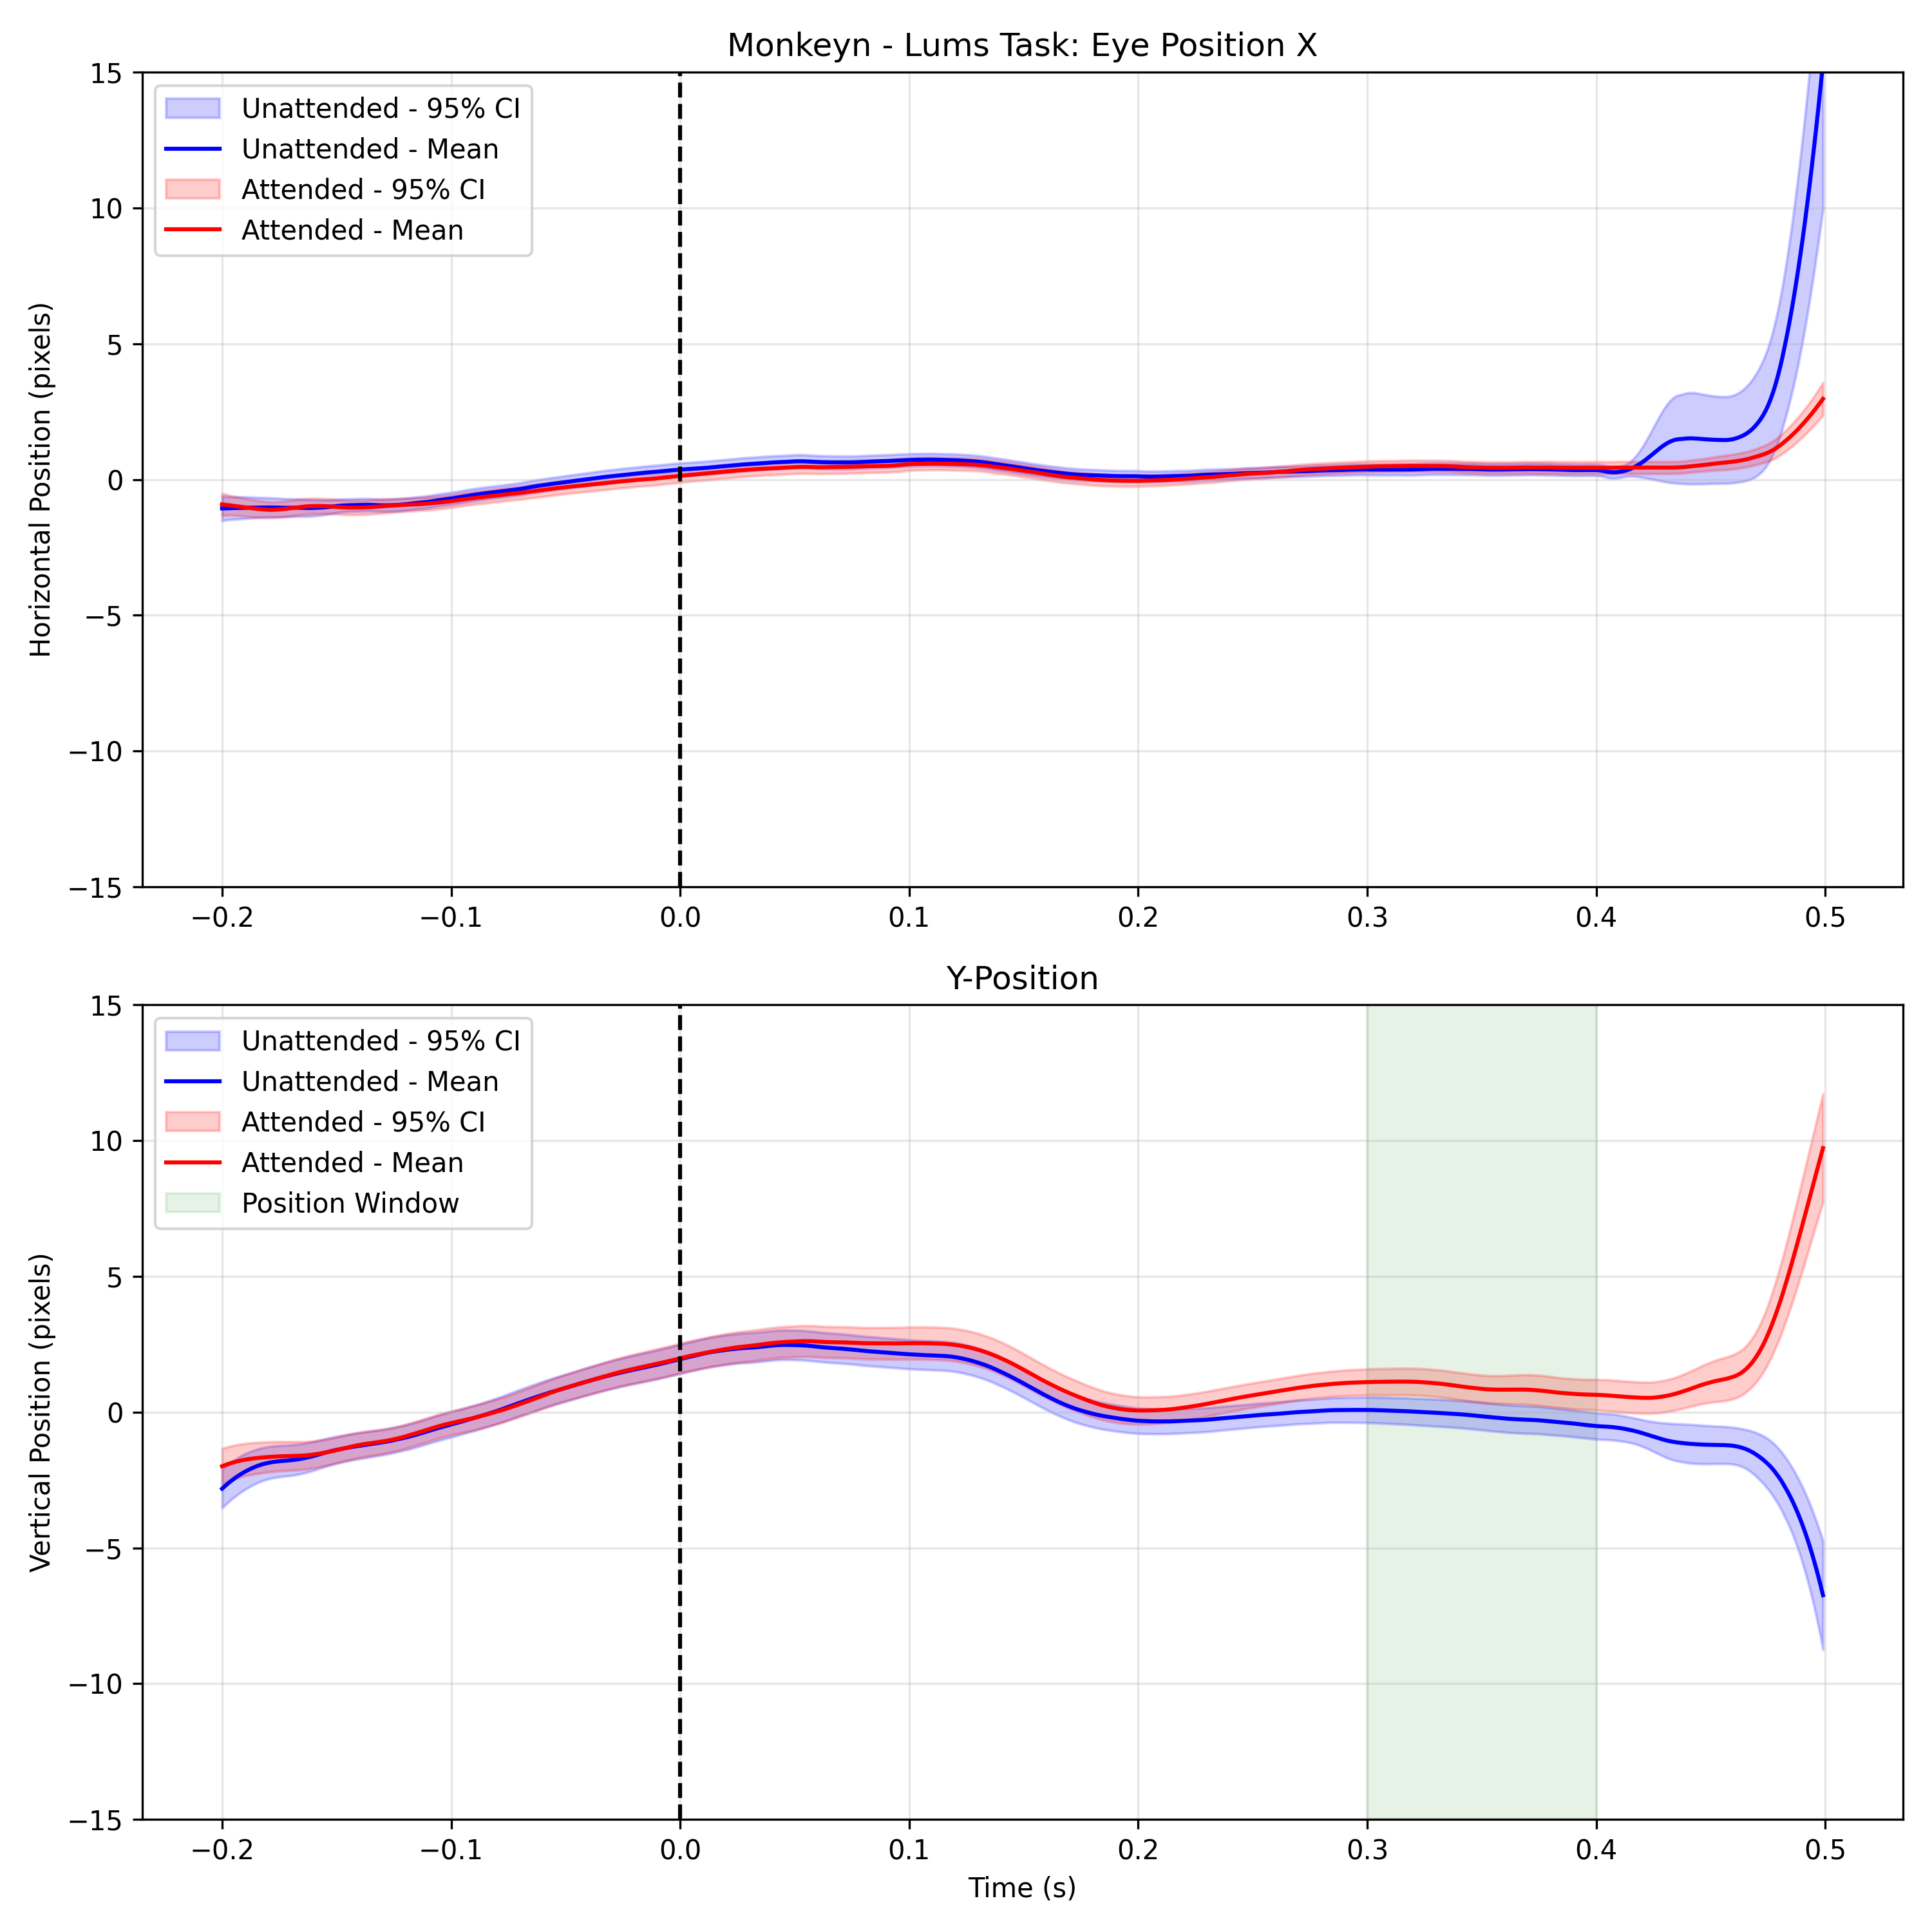 Monkeyn - Lums Task: Eye Position X
15
10
5
0
−5
−10
−15
Horizontal Position (pixels)
Unattended - 95% CI
Unattended - Mean
Attended - 95% CI
Attended - Mean
−0.2
−0.1
0.0
0.1
0.2
0.3
0.4
0.5
Y-Position
15
10
5
0
−5
−10
−15
Vertical Position (pixels)
Unattended - 95% CI
Unattended - Mean
Attended - 95% CI
Attended - Mean
Position Window
−0.2
−0.1
0.0
0.1
0.2
0.3
0.4
0.5
Time (s)